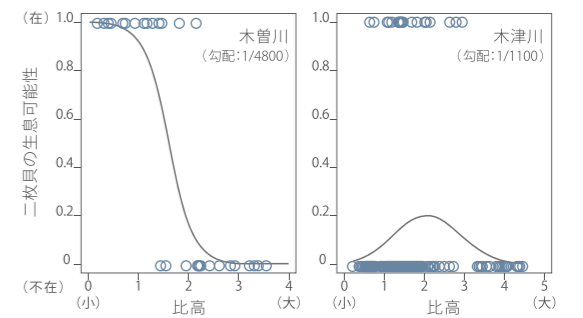 （在）
1.0
0.8
0.6
0.4
0.2
0
（不在）
二枚貝の生息可能性
木曽川
（勾配：1/4800）
0 1 2 3 4
（小） 比高 （大）
1.0
0.8
0.6
0.4
0.2
0
木津川
（勾配：1/1100）
0 1 2 3 4 5
（小） 比高 （大）